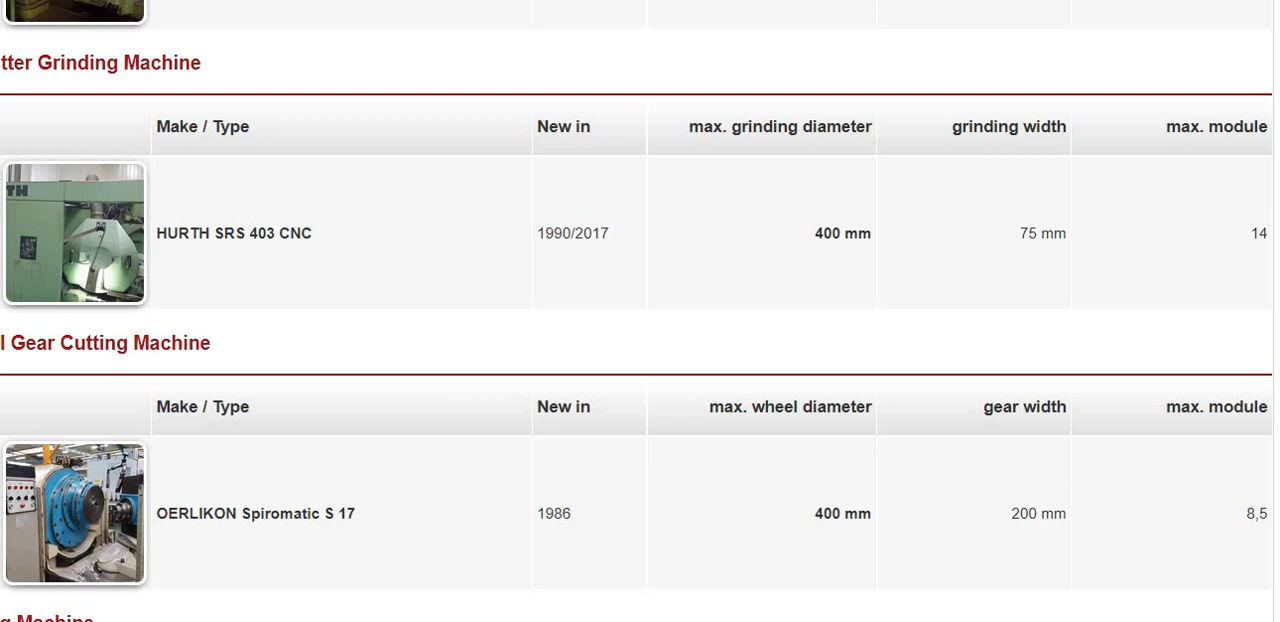 tter Grinding Machine
Make / Type New in max. grinding diameter grinding width max. module
TH
HURTH SRS 403 CNC 1990/2017 400 mm 75 mm 14
l Gear Cutting Machine
Make / Type New in max. wheel diameter gear width max. module
OERLIKON Spiromatic S 17 1986 400 mm 200 mm 8,5
g Machine